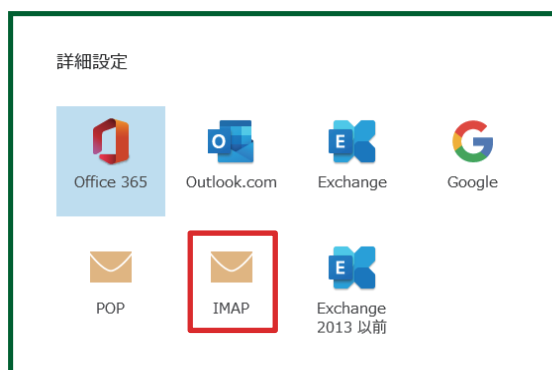 詳細設定
Office 365
Outlook.com
Exchange
Google
POP
IMAP
Exchange
2013 以前